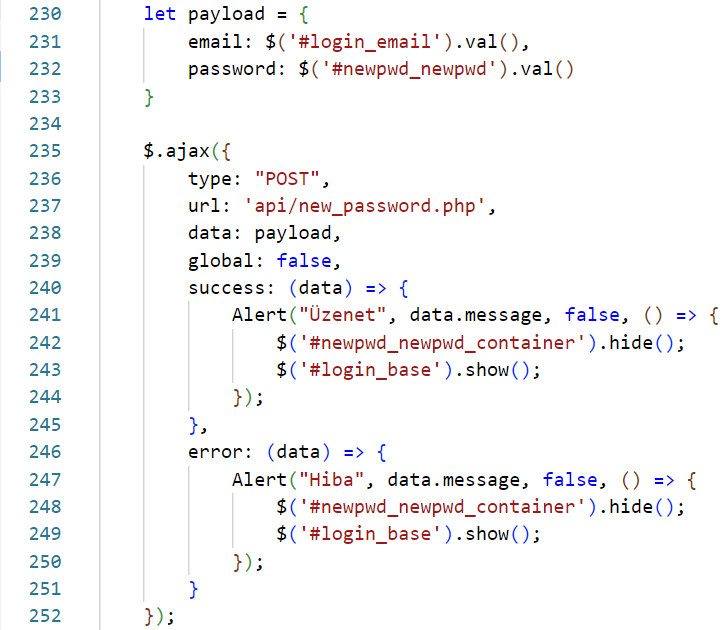 230 let payload = {
231 email: $('#login_email').val(),
232 password: $('#newpwd_newpwd').val()
233 }
234
235 $.ajax({
236 type: "POST",
237 url: 'api/new_password.php',
238 data: payload,
239 global: false,
240 success: (data) => {
241 Alert("Üzenet", data.message, false, () => {
242 $('#newpwd_newpwd_container').hide();
243 $('#login_base').show();
244 });
245 },
246 error: (data) => {
247 Alert("Hiba", data.message, false, () => {
248 $('#newpwd_newpwd_container').hide();
249 $('#login_base').show();
250 });
251 }
252 });